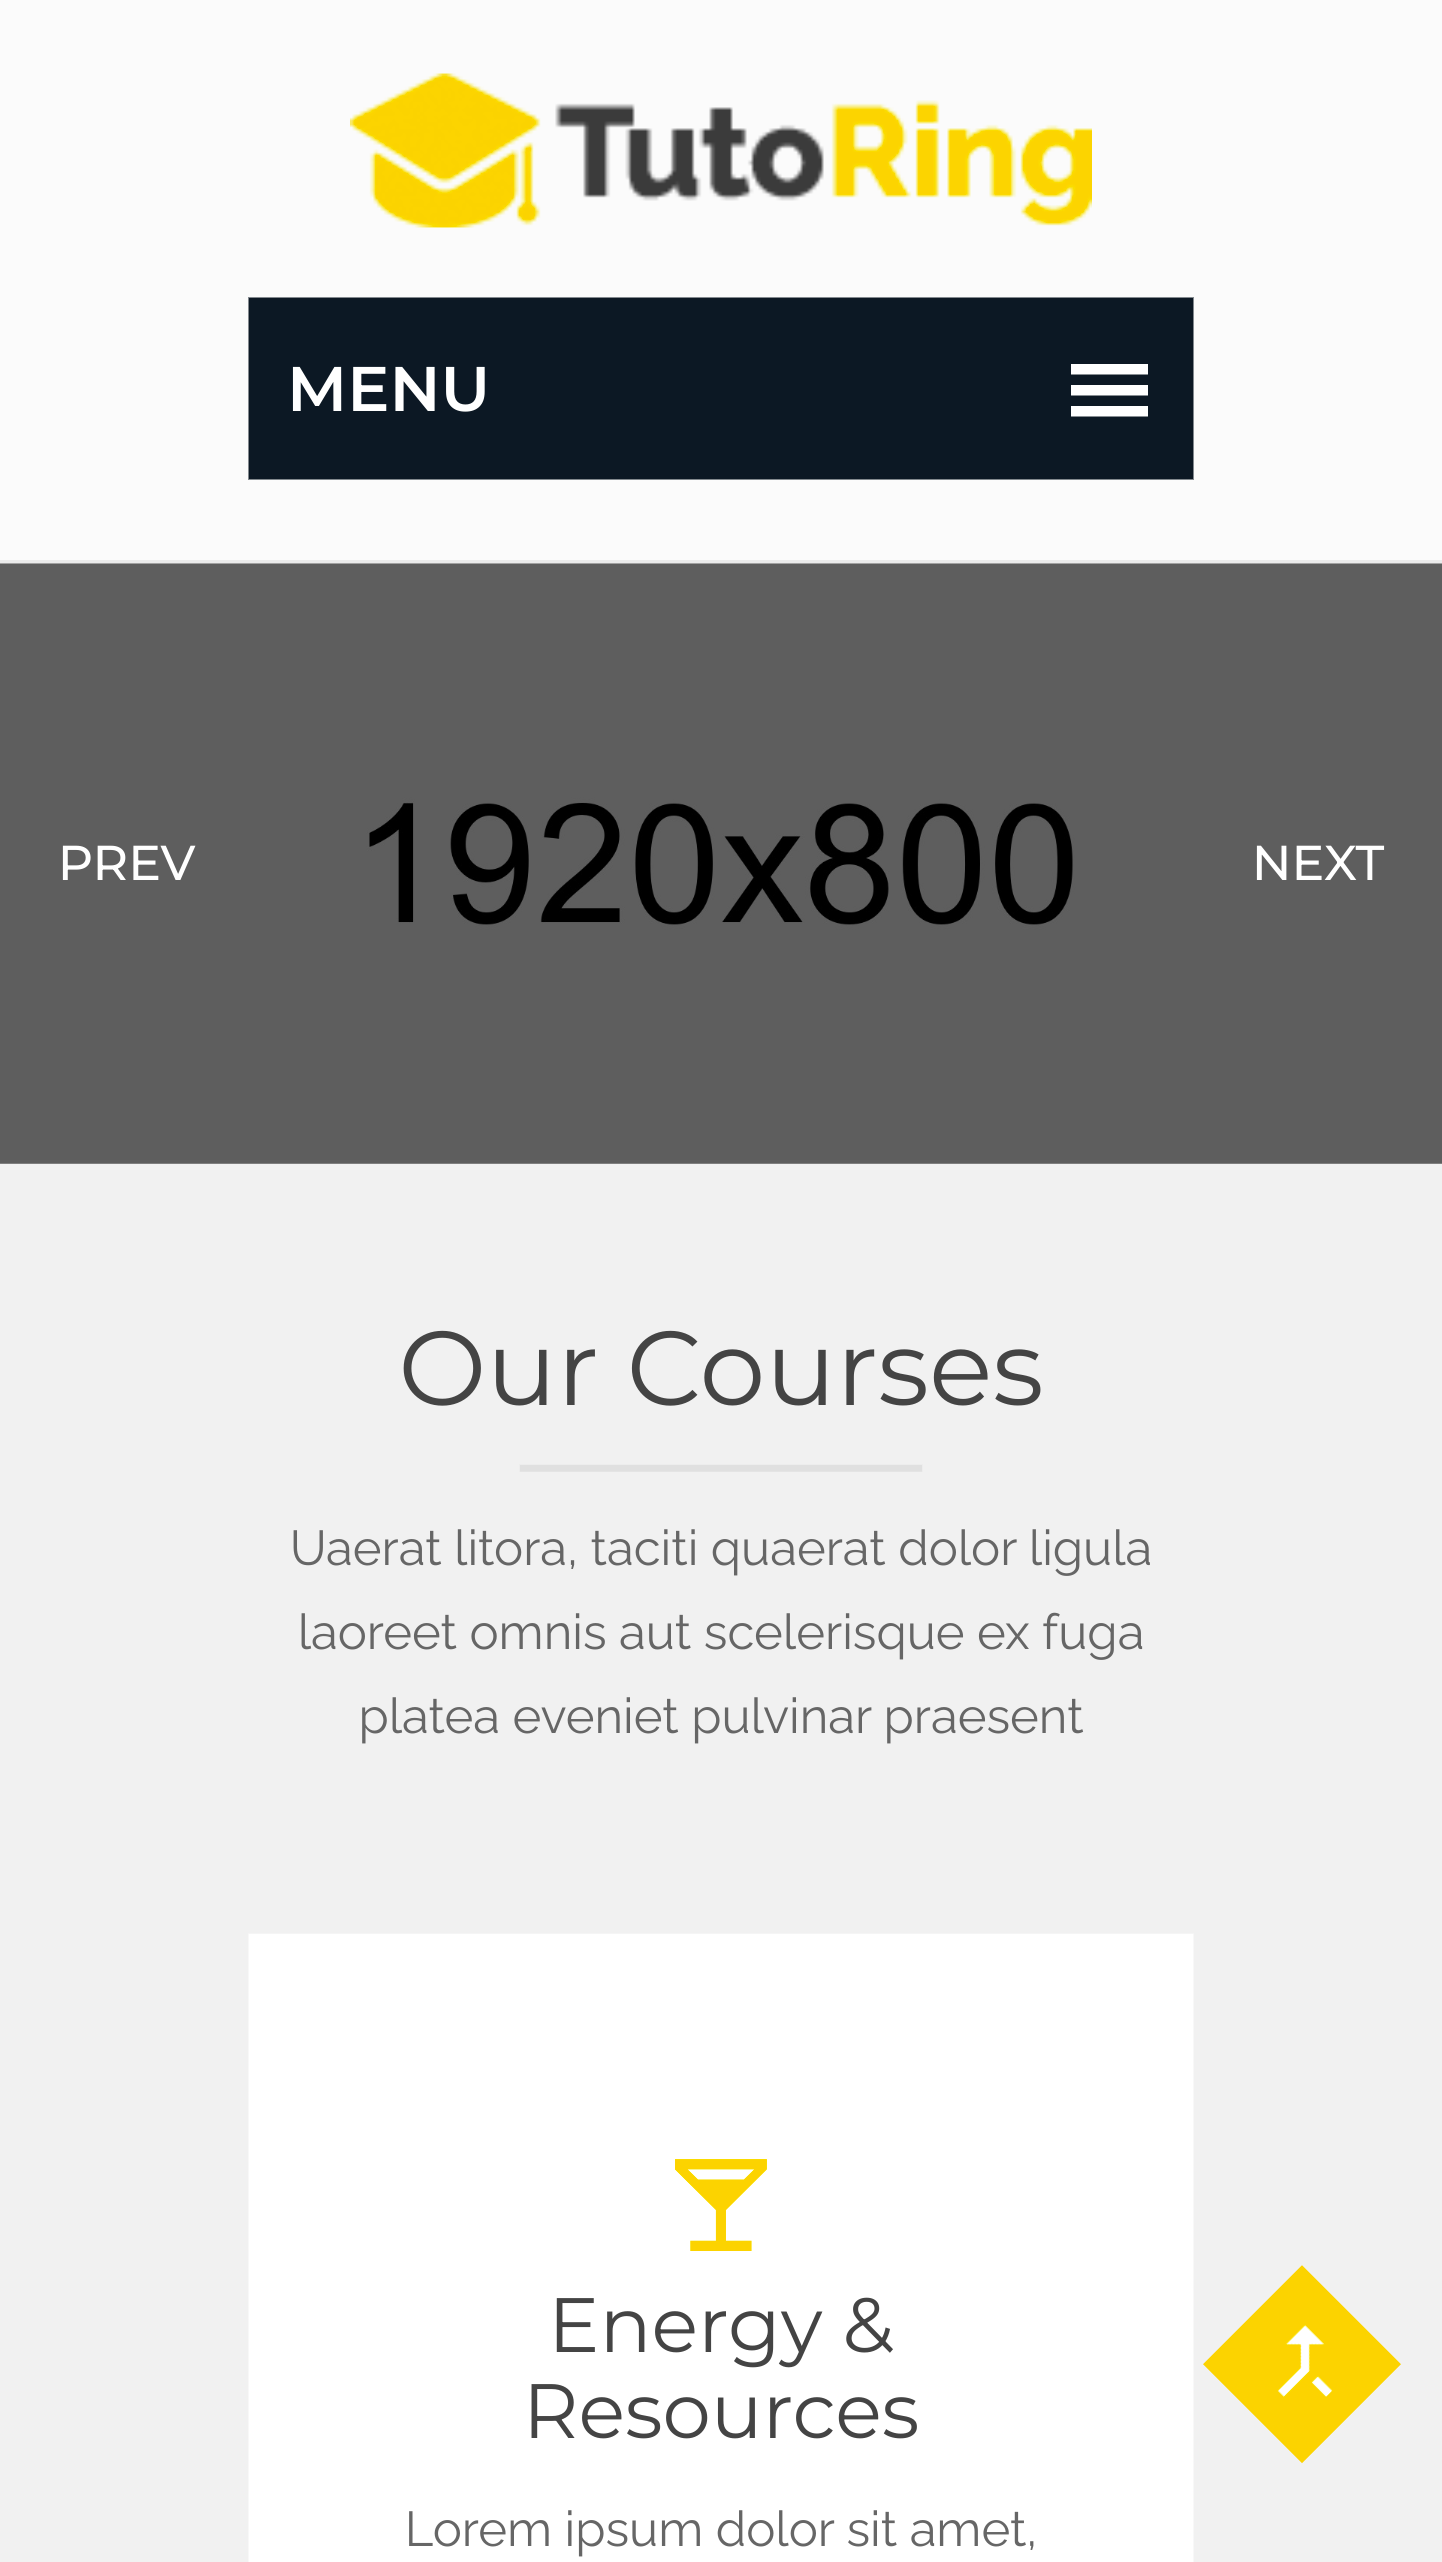 TutoRing
MENU
PREV
1920x800
NEXT
Our Courses
Uaerat litora, taciti quaerat dolor ligula
laoreet omnis aut scelerisque ex fuga
platea eveniet pulvinar praesent
Energy &
Resources
Lorem ipsum dolor sit amet,